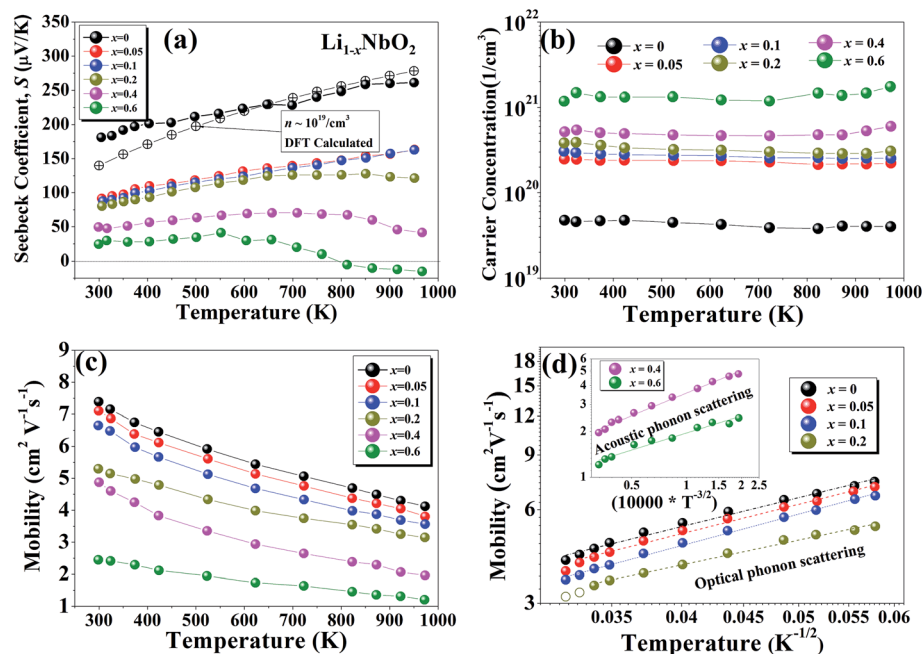 (a)
Li1-xNbO2
x=0
x=0.05
x=0.1
x=0.2
x=0.4
x=0.6
n ~ 10^19/cm^3
DFT Calculated
Seebeck Coefficient, S (μV/K)
350
300
250
200
150
100
50
0
300 400 500 600 700 800 900 1000
Temperature (K)
(b)
x = 0
x = 0.05
x = 0.1
x = 0.2
x = 0.4
x = 0.6
Carrier Concentration(1/cm^3)
10^22
10^21
10^20
10^19
300 400 500 600 700 800 900 1000
Temperature (K)
(c)
x=0
x=0.05
x=0.1
x=0.2
x=0.4
x=0.6
Mobility (cm^2 V^-1 s^-1)
9
8
7
6
5
4
3
2
1
300 400 500 600 700 800 900 1000
Temperature (K)
(d)
x = 0.4
x = 0.6
6
5
4
3
2
1
Acoustic phonon scattering
0.5 1 1.5 2
(10000 * T^-3/2)
x = 0
x = 0.05
x = 0.1
x = 0.2
Optical phonon scattering
Mobility (cm^2 V^-1 s^-1)
18
15
12
9
6
3
0.035 0.04 0.045 0.05 0.055 0.06
Temperature (K^-1/2)